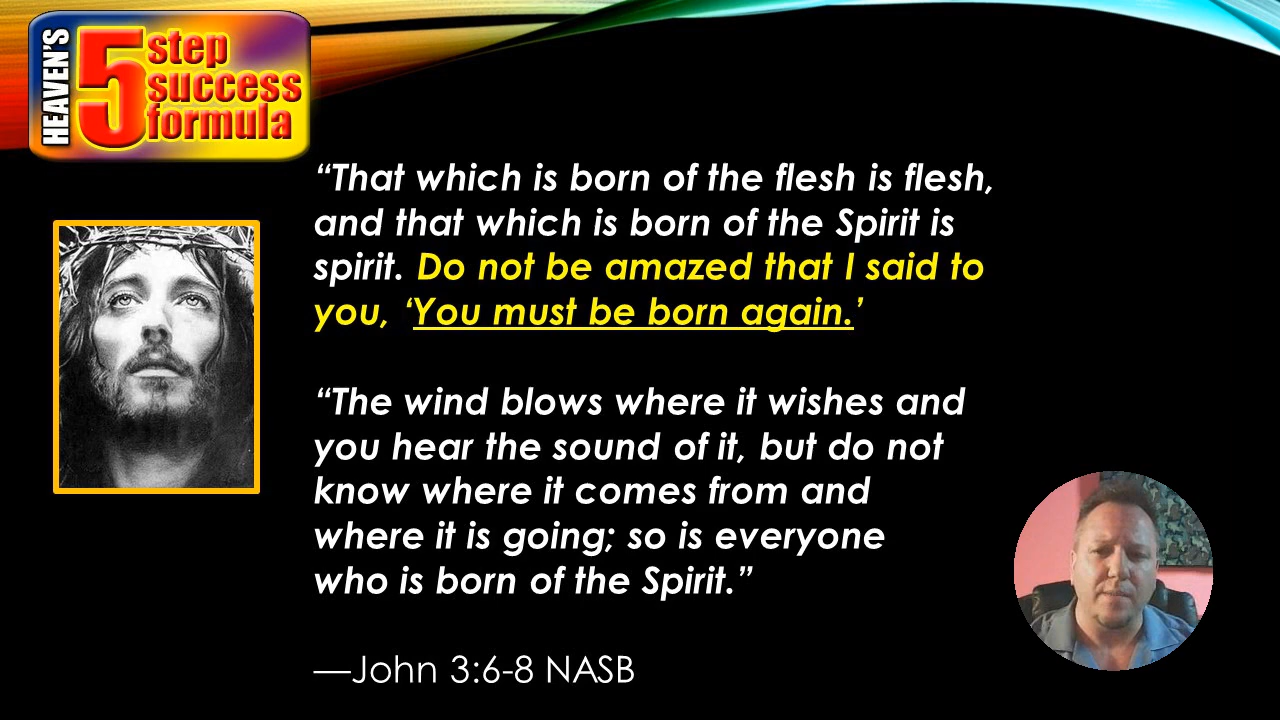 HEAVEN'S
5
step
success
formula
“That which is born of the flesh is flesh,
and that which is born of the Spirit is
spirit. Do not be amazed that I said to
you, ‘You must be born again.’
“The wind blows where it wishes and
you hear the sound of it, but do not
know where it comes from and
where it is going; so is everyone
who is born of the Spirit.”
—John 3:6-8 NASB